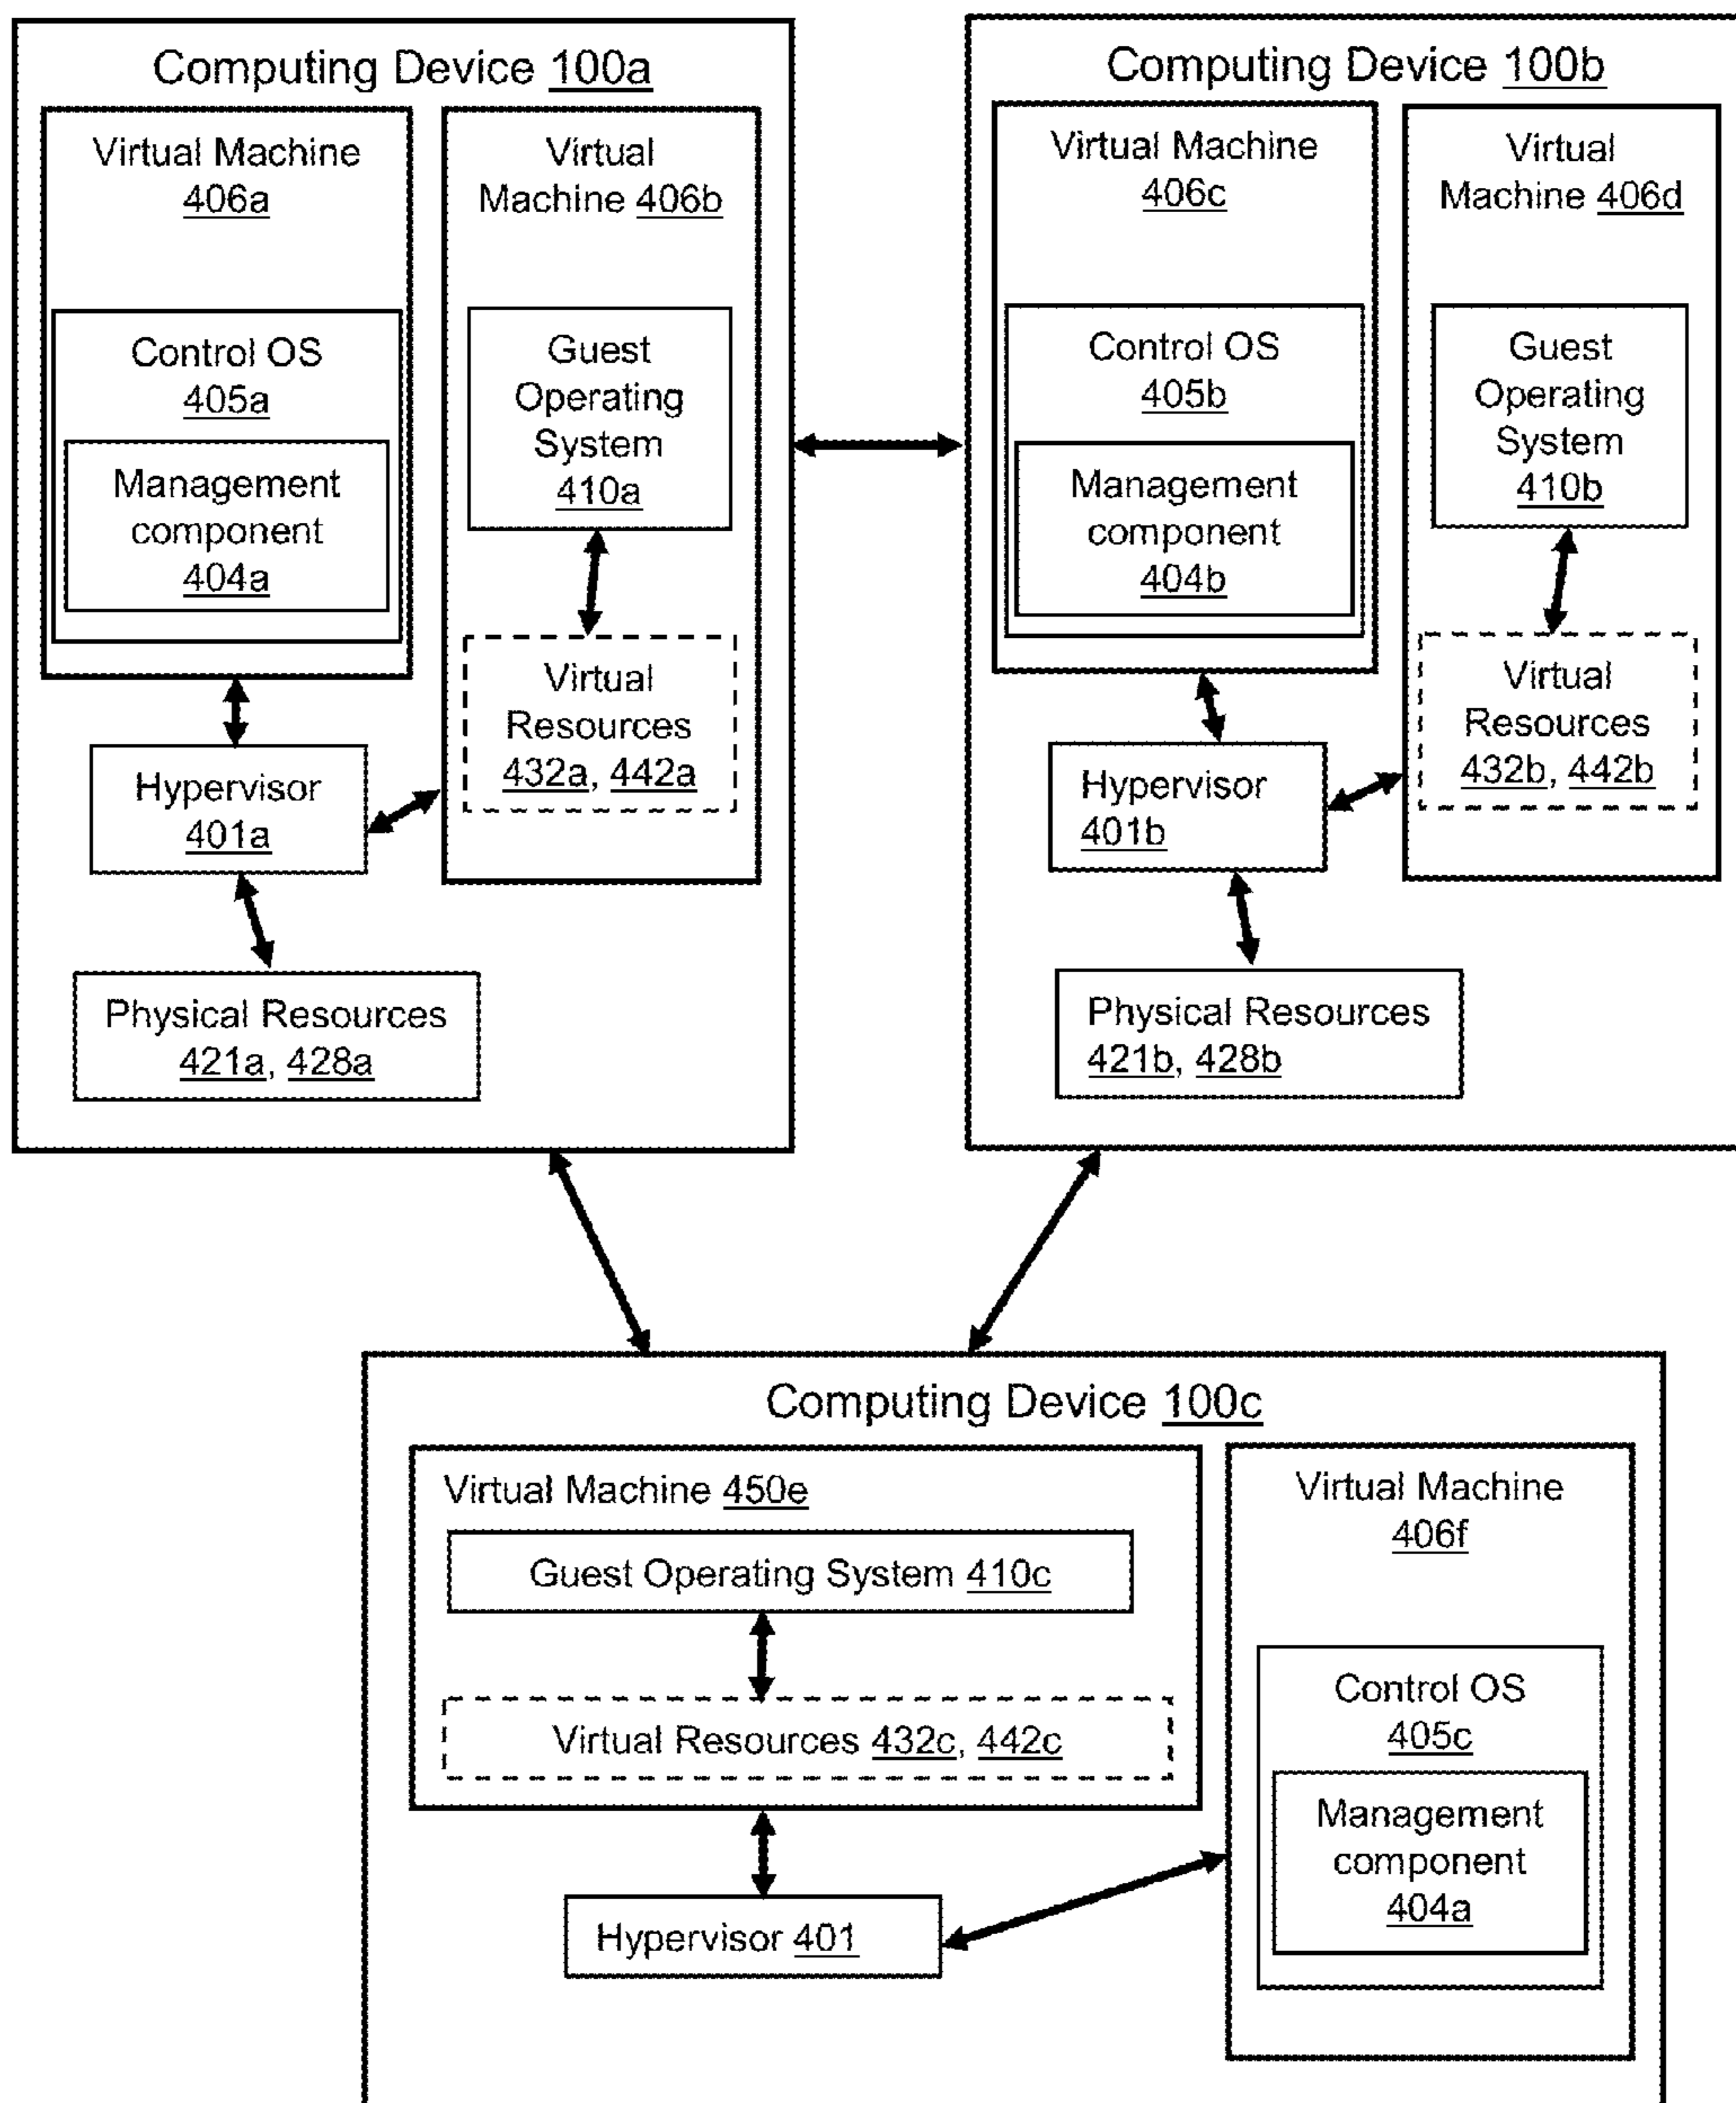 Computing Device 100a
Virtual Machine
406a
Control OS
405a
Management
component
404a
Virtual
Machine 406b
Guest
Operating
System
410a
Virtual
Resources
432a, 442a
Hypervisor
401a
Physical Resources
421a, 428a
Computing Device 100b
Virtual Machine
406c
Control OS
405b
Management
component
404b
Virtual
Machine 406d
Guest
Operating
System
410b
Virtual
Resources
432b, 442b
Hypervisor
401b
Physical Resources
421b, 428b
Computing Device 100c
Virtual Machine 450e
Guest Operating System 410c
Virtual Resources 432c, 442c
Hypervisor 401
Virtual Machine
406f
Control OS
405c
Management
component
404a